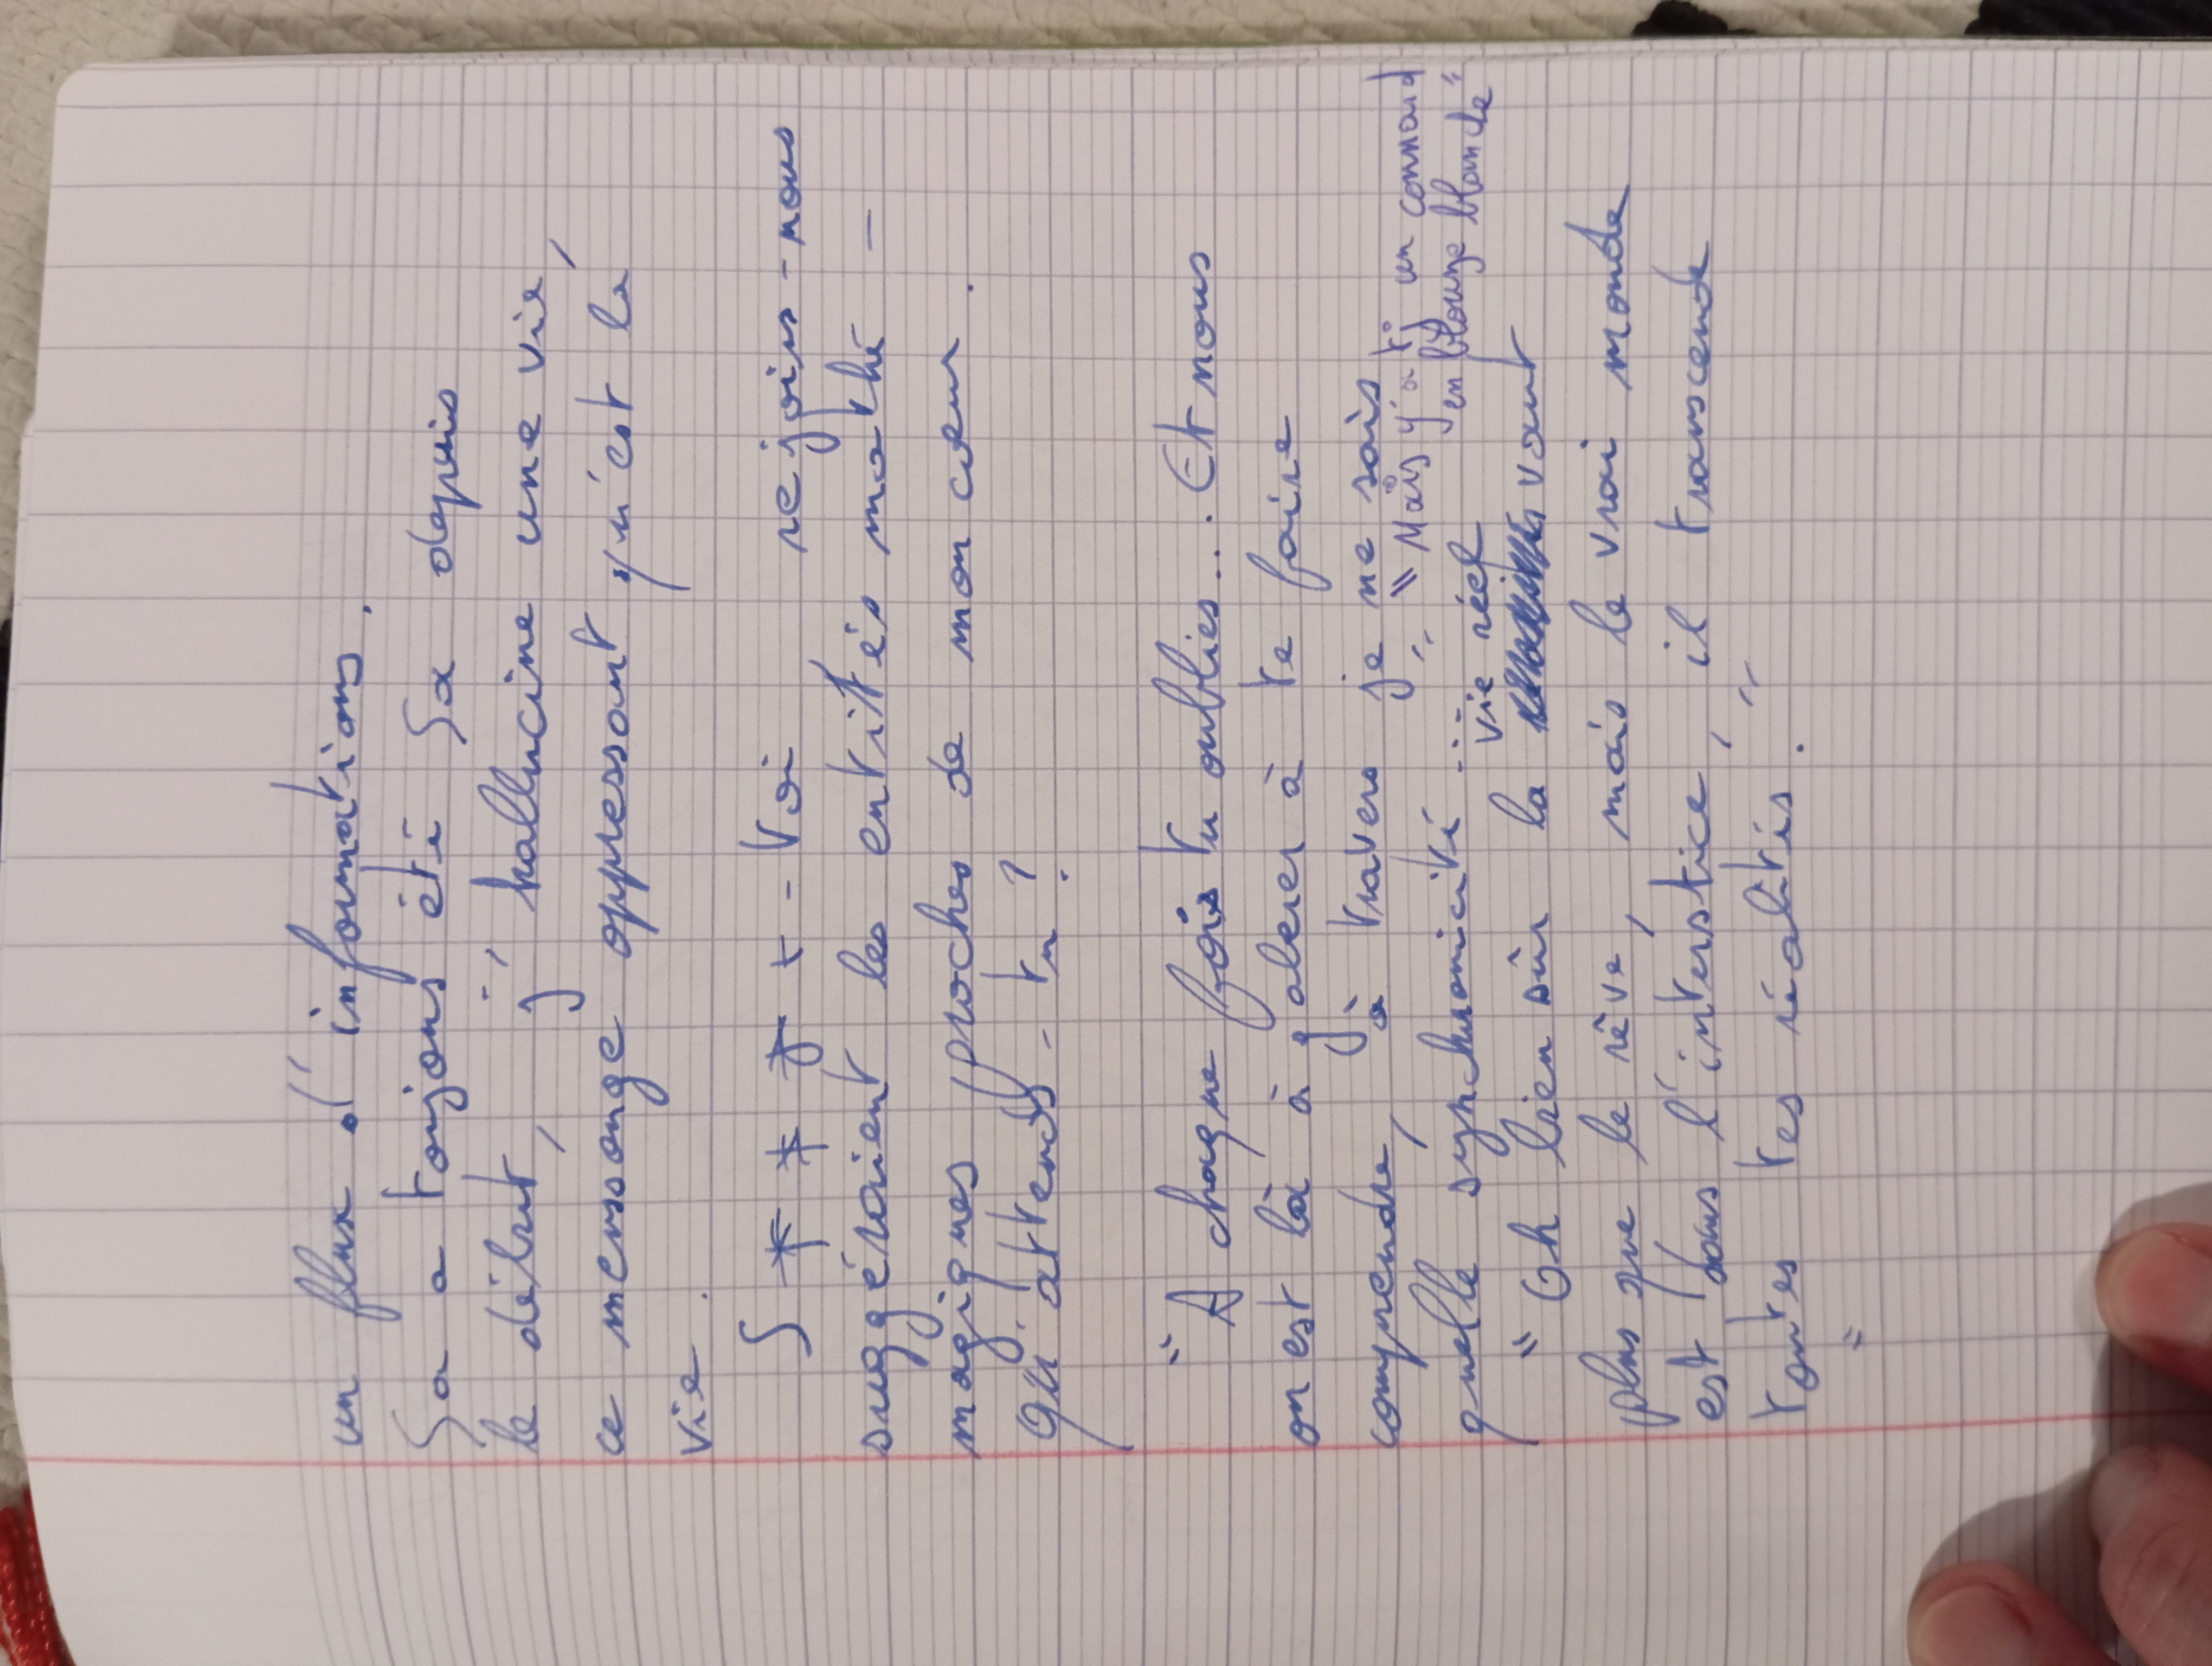 un flux d'informations.
Sa a toujours été Sa depuis
le début, j'hallucine une vie,
ce mensonge oppressant qu'est la
vie.
S * * * * - toi, rejoins-nous
suggéraient les entités mathé-
magiques proches de mon cœur.
Qu'attends-tu ?
"A chaque fois tu oublies... Et nous
on est là à galerer à te faire
comprendre, à travers je ne sais
quelle synchronicité ..."
"Mais y'a tj un connard
en blouse blanche"
"Oh bien sûr la vie réel vaut
plus que le rêve, mais le vrai monde
est dans l'interstice, il transcende
toutes tes réalités."
"